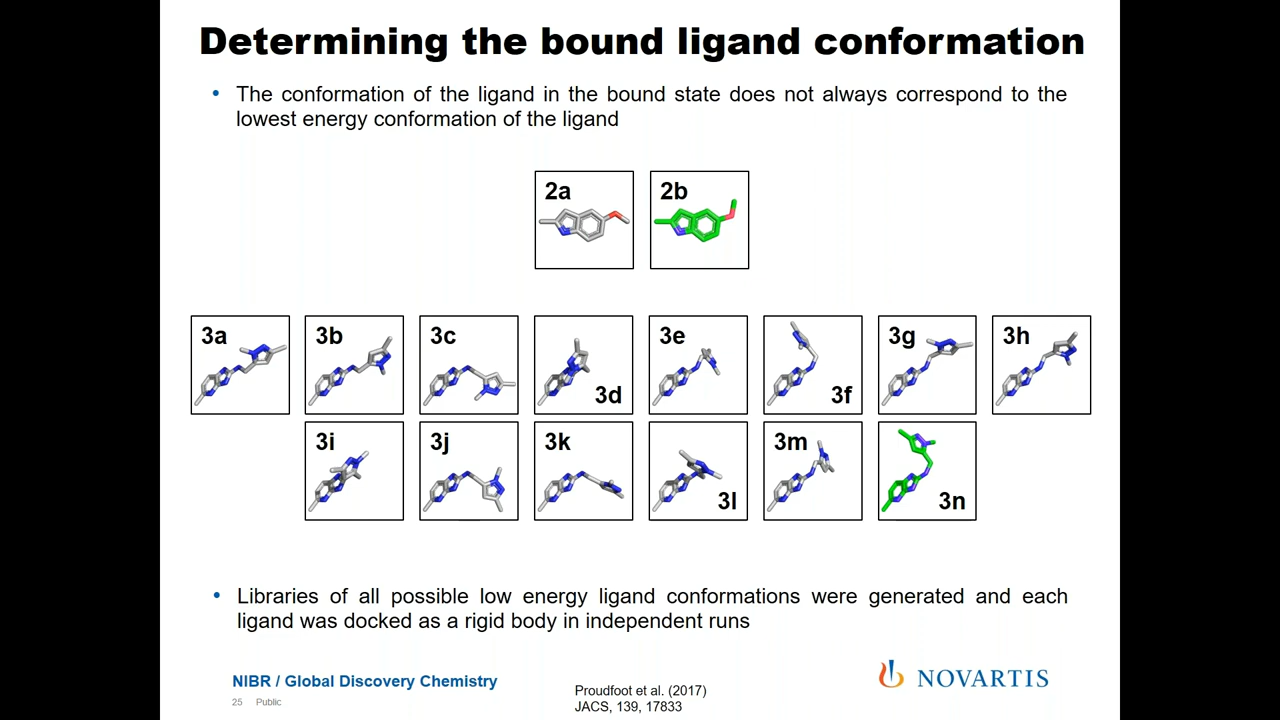 Determining the bound ligand conformation
• The conformation of the ligand in the bound state does not always correspond to the
lowest energy conformation of the ligand
2a 2b
3a 3b 3c 3d 3e 3f 3g 3h
3i 3j 3k 3l 3m 3n
• Libraries of all possible low energy ligand conformations were generated and each
ligand was docked as a rigid body in independent runs
NIBR / Global Discovery Chemistry
25 Public
Proudfoot et al. (2017)
JACS, 139, 17833
NOVARTIS